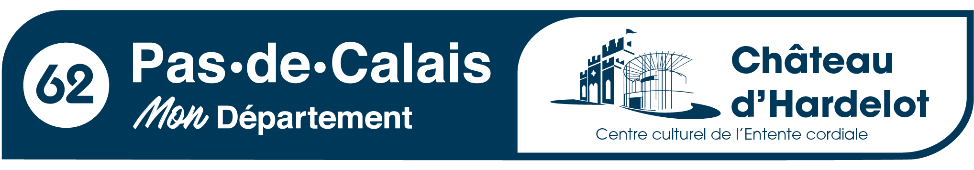 62
Pas•de•Calais
Mon Département
Château
d'Hardelot
Centre culturel de l'Entente cordiale